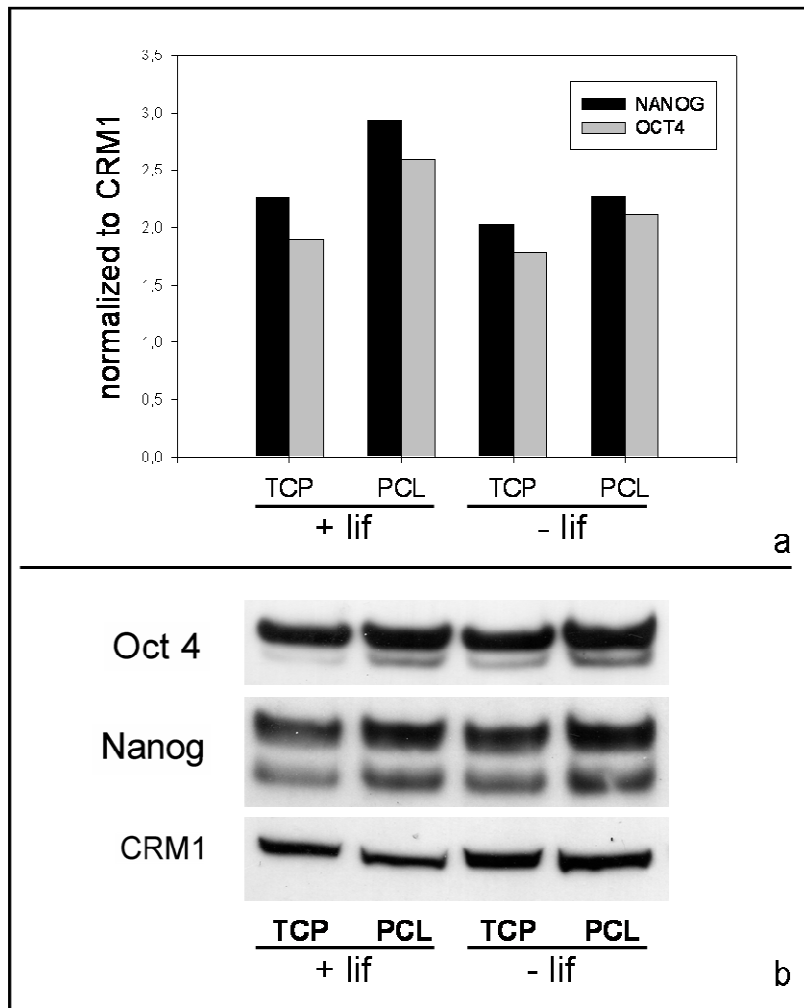 normalized to CRM1
3,5
3,0
2,5
2,0
1,5
1,0
0,5
0,0
NANOG
OCT4
TCP PCL TCP PCL
+ lif - lif
a
Oct 4
Nanog
CRM1
TCP PCL TCP PCL
+ lif - lif
b